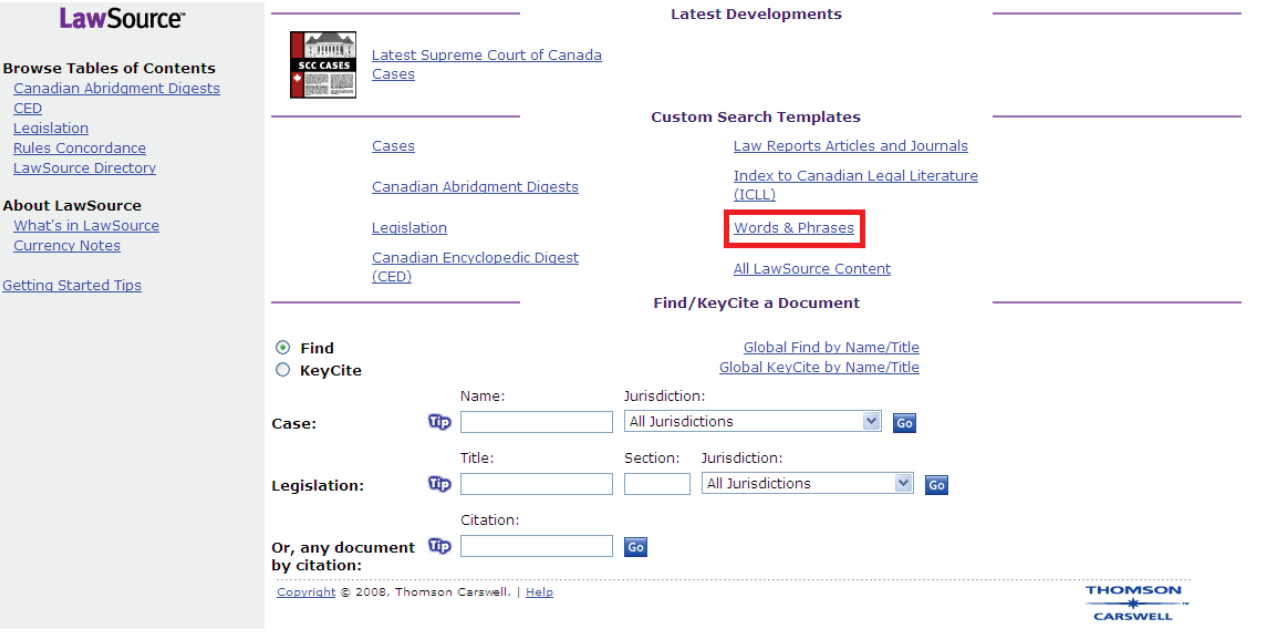 LawSource™
Browse Tables of Contents
Canadian Abridgment Digests
CED
Legislation
Rules Concordance
LawSource Directory
About LawSource
What's in LawSource
Currency Notes
Getting Started Tips
Latest Developments
SCC CASES
Latest Supreme Court of Canada
Cases
Custom Search Templates
Cases
Law Reports Articles and Journals
Canadian Abridgment Digests
Index to Canadian Legal Literature
(ICLL)
Legislation
Words & Phrases
Canadian Encyclopedic Digest
(CED)
All LawSource Content
Find/KeyCite a Document
Find
Global Find by Name/Title
KeyCite
Global KeyCite by Name/Title
Name: Jurisdiction:
Case: Tip All Jurisdictions Go
Title: Section: Jurisdiction:
Legislation: Tip All Jurisdictions Go
Citation:
Or, any document Tip Go
by citation:
Copyright © 2008, Thomson Carswell. | Help
THOMSON
CARSWELL